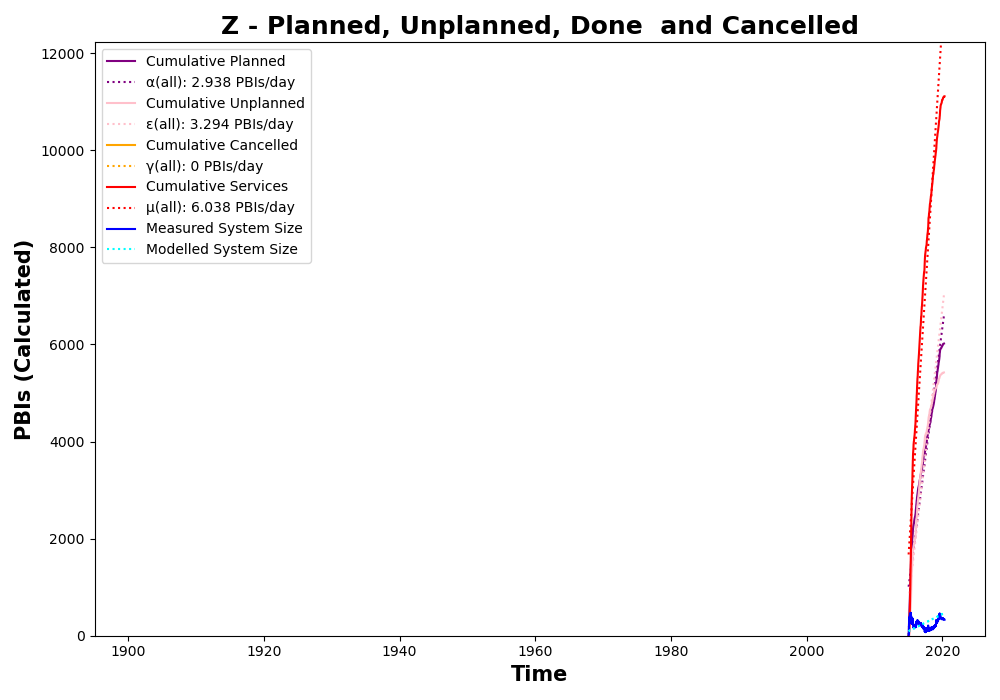 Z - Planned, Unplanned, Done  and Cancelled
12000
10000
8000
6000
4000
2000
0
PBIs (Calculated)
Cumulative Planned
α(all): 2.938 PBIs/day
Cumulative Unplanned
ε(all): 3.294 PBIs/day
Cumulative Cancelled
γ(all): 0 PBIs/day
Cumulative Services
μ(all): 6.038 PBIs/day
Measured System Size
Modelled System Size
1900 1920 1940 1960 1980 2000 2020
Time